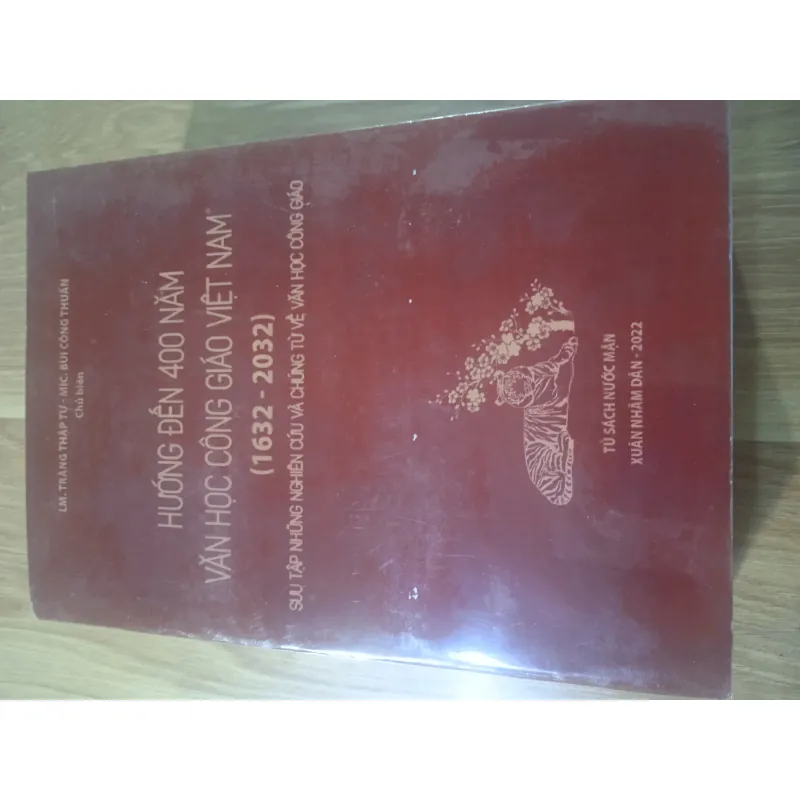 LM. TRĂNG THẬP TỰ - MIC. BÙI CÔNG THUẤN
Chủ biên
HƯỚNG ĐẾN 400 NĂM
VĂN HỌC CÔNG GIÁO VIỆT NAM
(1632 - 2032)
SƯU TẬP NHỮNG NGHIÊN CỨU VÀ CHỨNG TỪ VỀ VĂN HỌC CÔNG GIÁO
TỦ SÁCH NƯỚC MẶN
XUÂN NHÂM DẦN - 2022